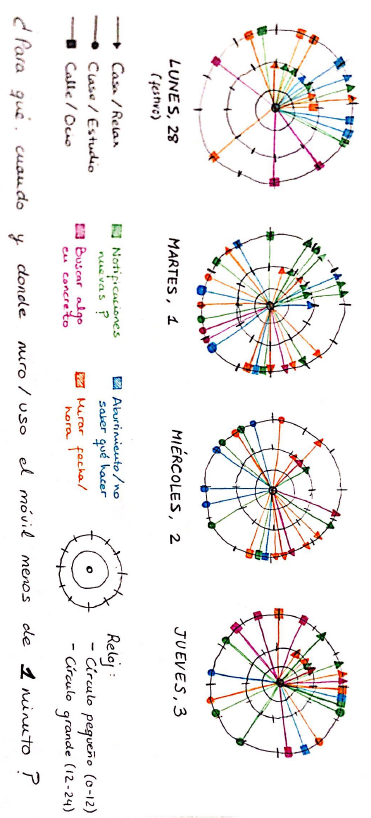 LUNES, 28
(festivo)
MARTES, 1
MIÉRCOLES, 2
JUEVES, 3
Casa / Relax
Clase / Estudio
Calle / Ocio
Notificaciones
nuevas?
Buscar algo
en concreto
Aburrimiento / no
saber qué hacer
Mirar fecha /
hora
Reloj:
- Círculo pequeño (0-12)
- Círculo grande (12-24)
¿Para qué, cuando y donde miro / uso el móvil menos de 1 minuto?